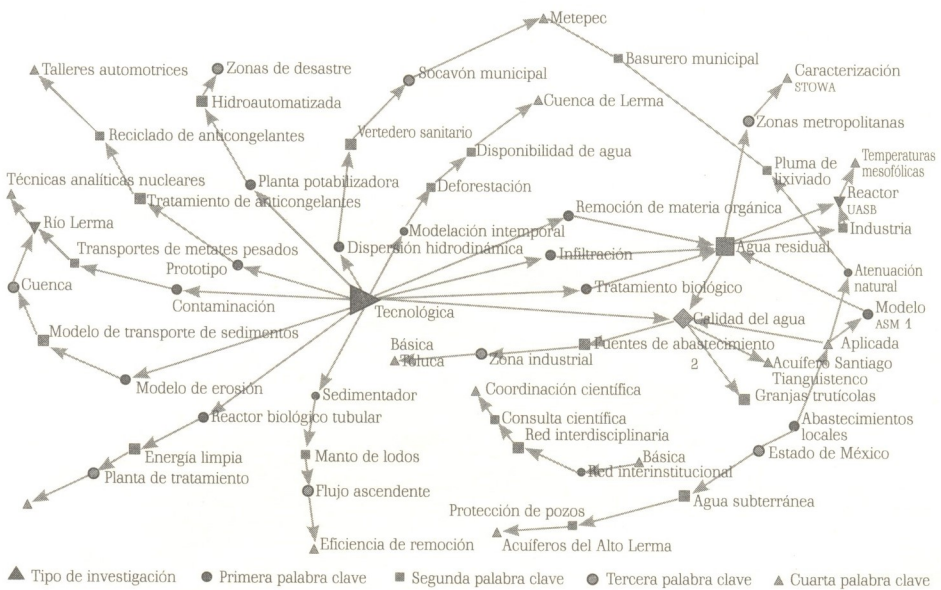 Metepec
Talleres automotrices
Zonas de desastre
Socavón municipal
Basurero municipal
Caracterización
STOWA
Hidroautomatizada
Cuenca de Lerma
Zonas metropolitanas
Reciclado de anticongelantes
Vertedero sanitario
Disponibilidad de agua
Pluma de
lixiviado
Temperaturas
mesofólicas
Técnicas analíticas nucleares
Planta potabilizadora
Deforestación
Reactor
UASB
Tratamiento de anticongelantes
Remoción de materia orgánica
Río Lerma
Modelación intemporal
Industria
Transportes de metates pesados
Dispersión hidrodinámica
Agua residual
Prototipo
Infiltración
Atenuación
natural
Cuenca
Contaminación
Tratamiento biológico
Tecnológica
Calidad del agua
Modelo
ASM 1
Modelo de transporte de sedimentos
Básica
Toluca
Zona industrial
Fuentes de abastecimiento
2
Aplicada
Acuífero Santiago
Tianguistenco
Modelo de erosión
Sedimentador
Coordinación científica
Granjas trutícolas
Reactor biológico tubular
Consulta científica
Abastecimientos
locales
Red interdisciplinaria
Energía limpia
Manto de lodos
Básica
Estado de México
Planta de tratamiento
Red interinstitucional
Flujo ascendente
Agua subterránea
Protección de pozos
Eficiencia de remoción
Acuíferos del Alto Lerma
Tipo de investigación
Primera palabra clave
Segunda palabra clave
Tercera palabra clave
Cuarta palabra clave